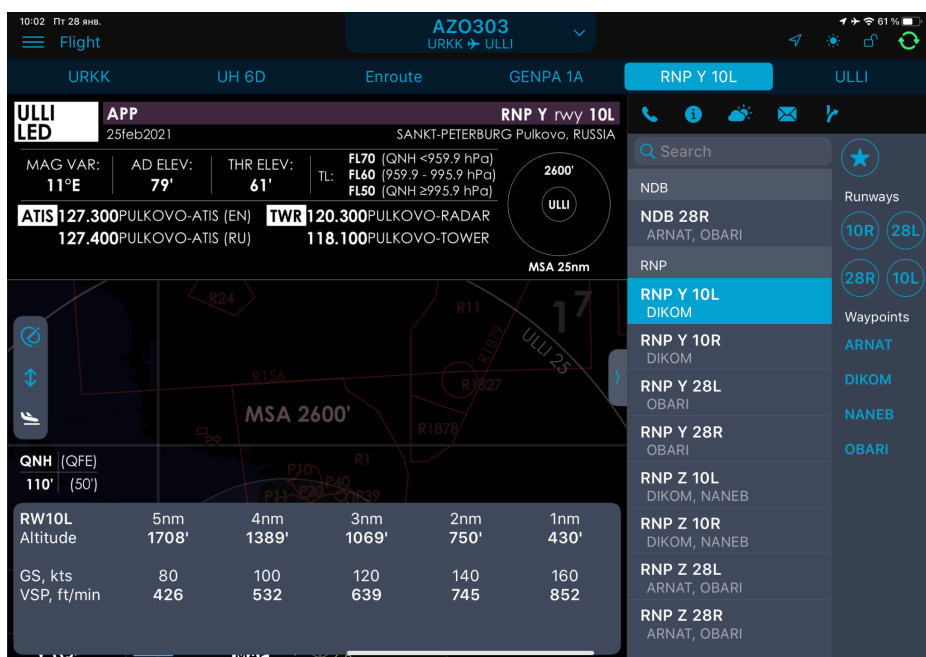 10:02 Пт 28 янв.
61 %
Flight
AZO303
URKK ✈ ULLI
URKK
UH 6D
Enroute
GENPA 1A
RNP Y 10L
ULLI
ULLI
LED
APP
RNP Y rwy 10L
25feb2021
SANKT-PETERBURG Pulkovo, RUSSIA
MAG VAR:
11°E
AD ELEV:
79'
THR ELEV:
61'
TL:
FL70 (QNH <959.9 hPa)
FL60 (959.9 - 995.9 hPa)
FL50 (QNH ≥995.9 hPa)
2600'
ULLI
MSA 25nm
ATIS 127.300 PULKOVO-ATIS (EN)
127.400 PULKOVO-ATIS (RU)
TWR 120.300 PULKOVO-RADAR
118.100 PULKOVO-TOWER
R24
R11
17
R1879
ULLI 25
R156
R1827
MSA 2600'
R1878
P9
R1
P10
P40
P39
QNH (QFE)
110' (50')
RW10L 5nm 4nm 3nm 2nm 1nm
Altitude 1708' 1389' 1069' 750' 430'
GS, kts 80 100 120 140 160
VSP, ft/min 426 532 639 745 852
Search
NDB
NDB 28R
ARNAT, OBARI
RNP
RNP Y 10L
DIKOM
RNP Y 10R
DIKOM
RNP Y 28L
OBARI
RNP Y 28R
OBARI
RNP Z 10L
DIKOM, NANEB
RNP Z 10R
DIKOM, NANEB
RNP Z 28L
ARNAT, OBARI
RNP Z 28R
ARNAT, OBARI
Runways
10R 28L
28R 10L
Waypoints
ARNAT
DIKOM
NANEB
OBARI